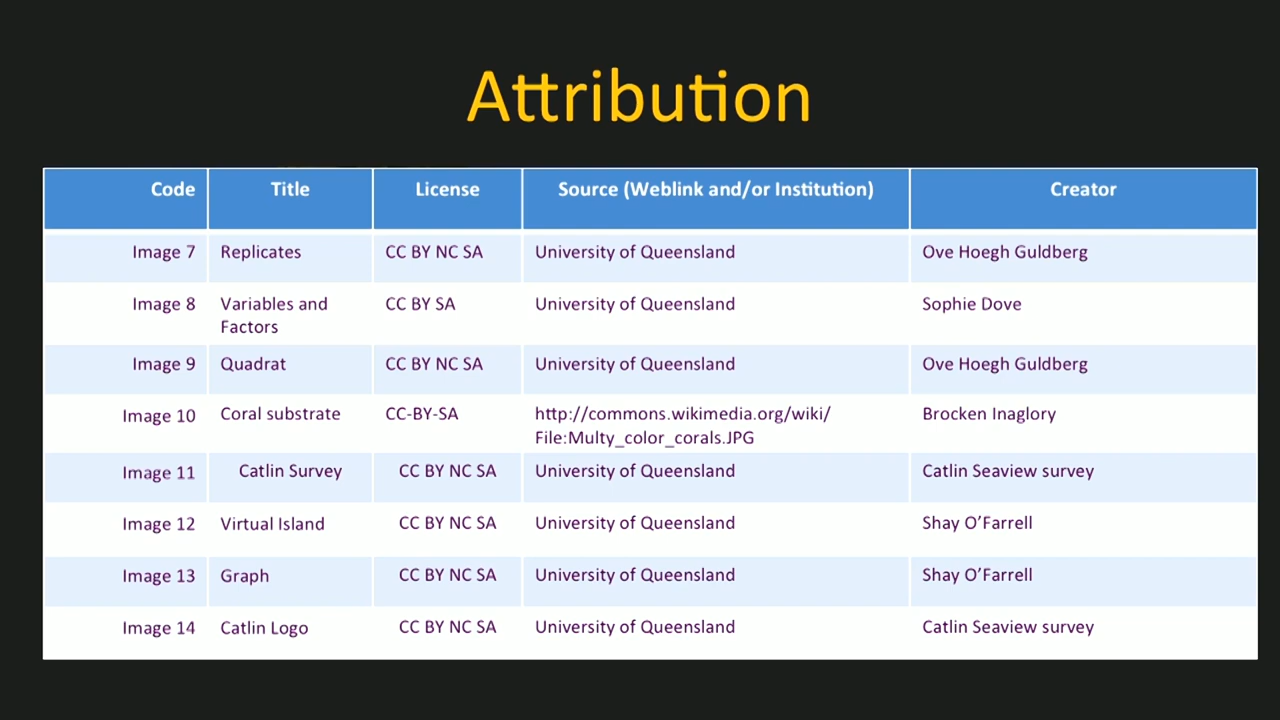 Attribution
Code Title License Source (Weblink and/or Institution) Creator
Image 7 Replicates CC BY NC SA University of Queensland Ove Hoegh Guldberg
Image 8 Variables and CC BY SA University of Queensland Sophie Dove
Factors
Image 9 Quadrat CC BY NC SA University of Queensland Ove Hoegh Guldberg
Image 10 Coral substrate CC-BY-SA http://commons.wikimedia.org/wiki/ Brocken Inaglory
File:Multy_color_corals.JPG
Image 11 Catlin Survey CC BY NC SA University of Queensland Catlin Seaview survey
Image 12 Virtual Island CC BY NC SA University of Queensland Shay O’Farrell
Image 13 Graph CC BY NC SA University of Queensland Shay O’Farrell
Image 14 Catlin Logo CC BY NC SA University of Queensland Catlin Seaview survey